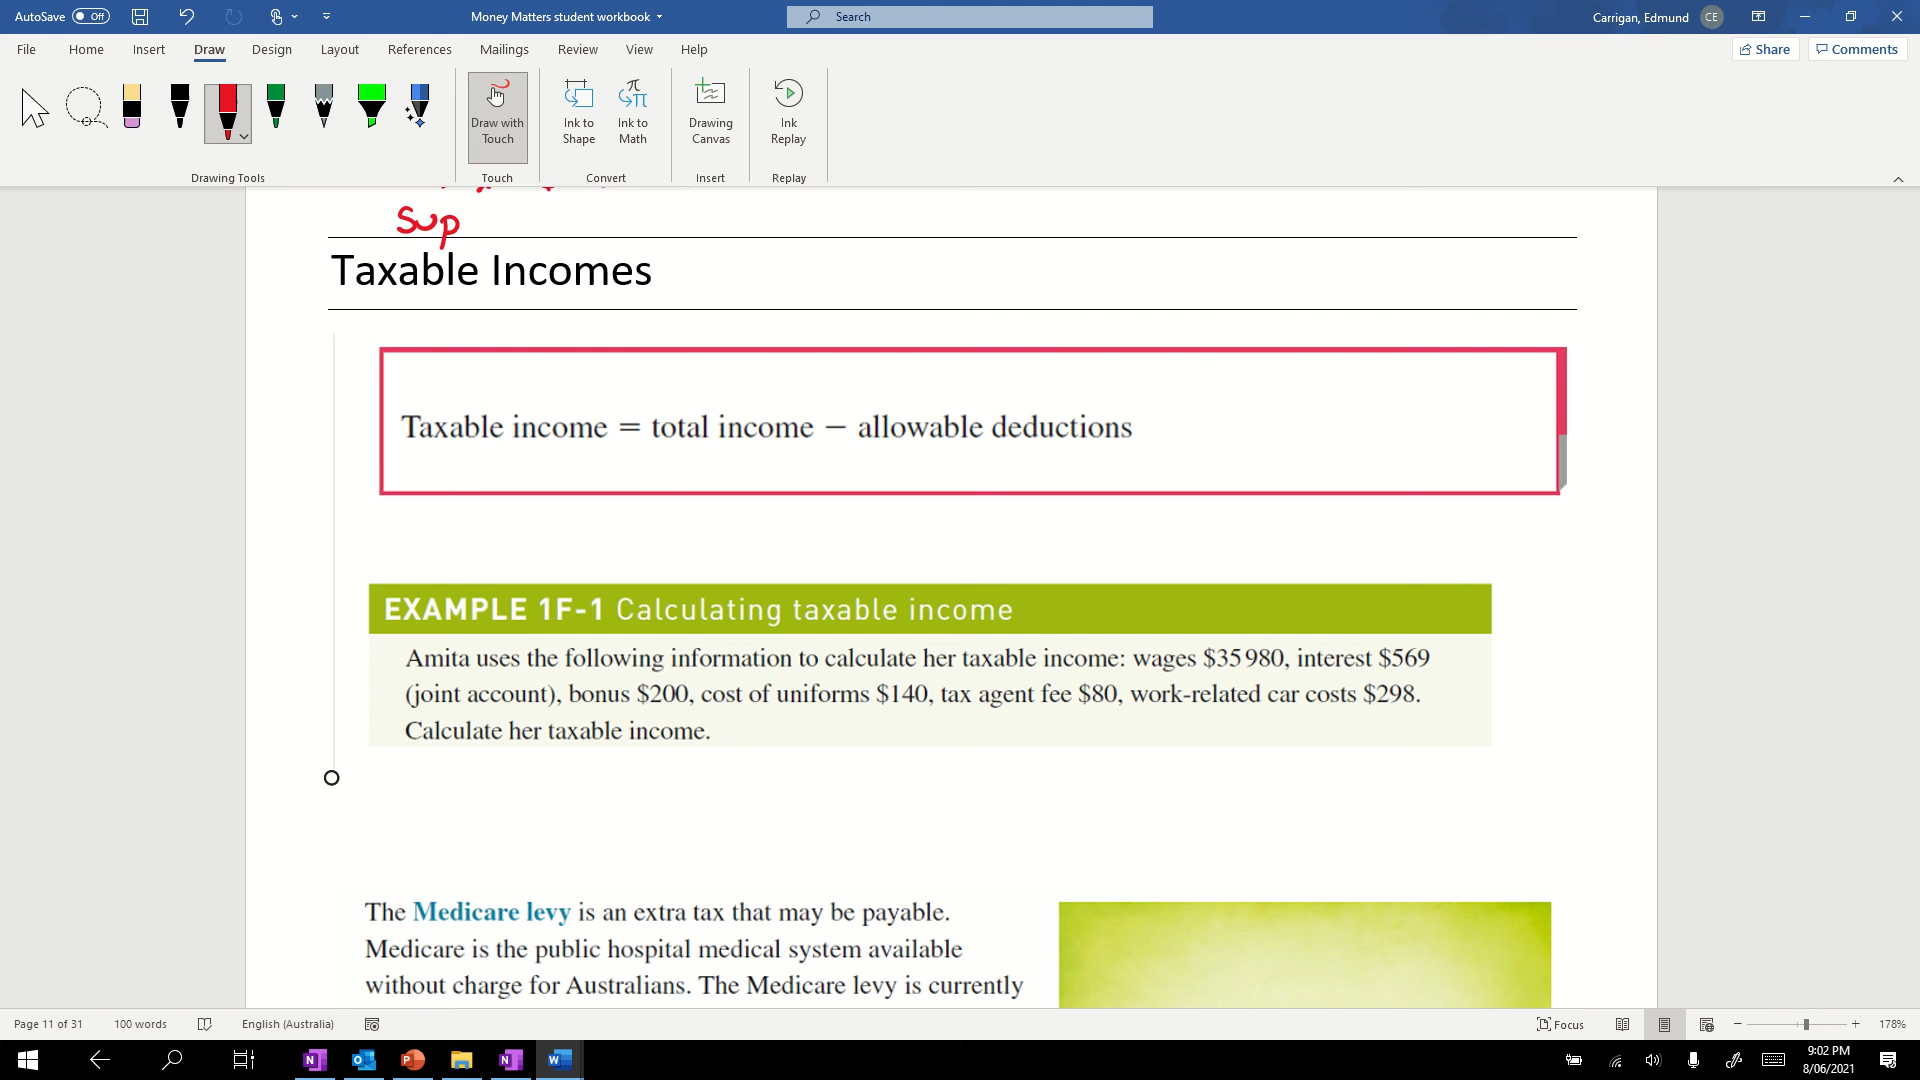 AutoSave Off
Money Matters student workbook
Search
Carrigan, Edmund CE
File Home Insert Draw Design Layout References Mailings Review View Help
Share Comments
Draw with Touch
Ink to Shape
Ink to Math
Drawing Canvas
Ink Replay
Drawing Tools Touch Convert Insert Replay
Sup
Taxable Incomes
Taxable income = total income − allowable deductions
EXAMPLE 1F-1 Calculating taxable income
Amita uses the following information to calculate her taxable income: wages $35 980, interest $569
(joint account), bonus $200, cost of uniforms $140, tax agent fee $80, work-related car costs $298.
Calculate her taxable income.
The Medicare levy is an extra tax that may be payable.
Medicare is the public hospital medical system available
without charge for Australians. The Medicare levy is currently
Page 11 of 31 100 words English (Australia) Focus 178%
9:02 PM
8/06/2021